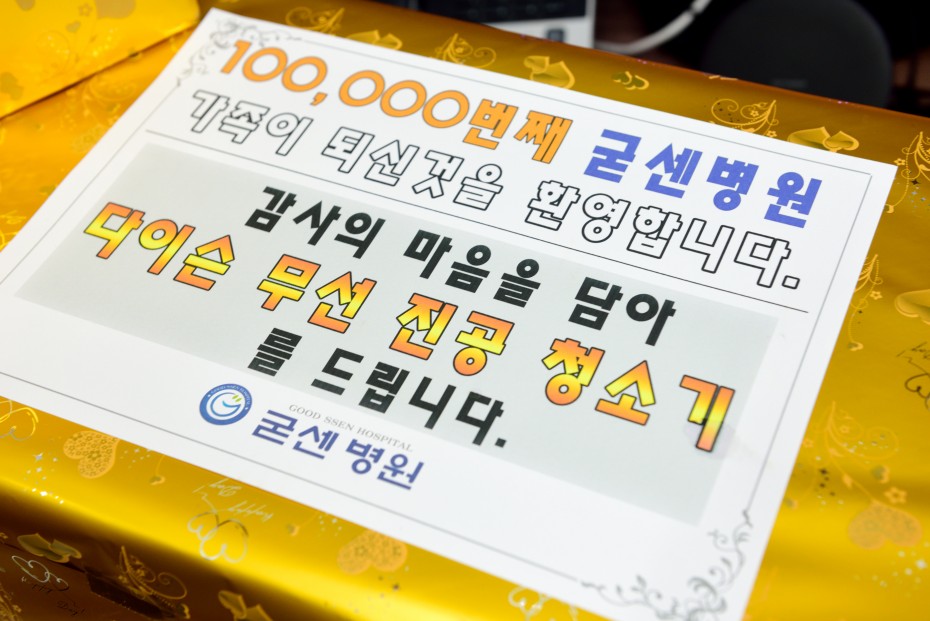 100,000번째 굳센병원
가족이 되신것을 환영합니다.
감사의 마음을 담아
다이슨 무선 진공 청소기
를 드립니다.
GOOD SSEN HOSPITAL
굳센 병원